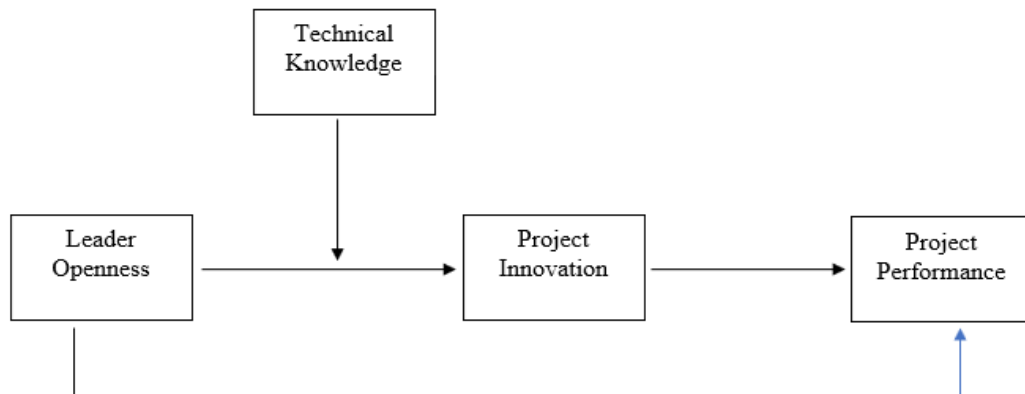 Technical
Knowledge
Leader
Openness
Project
Innovation
Project
Performance